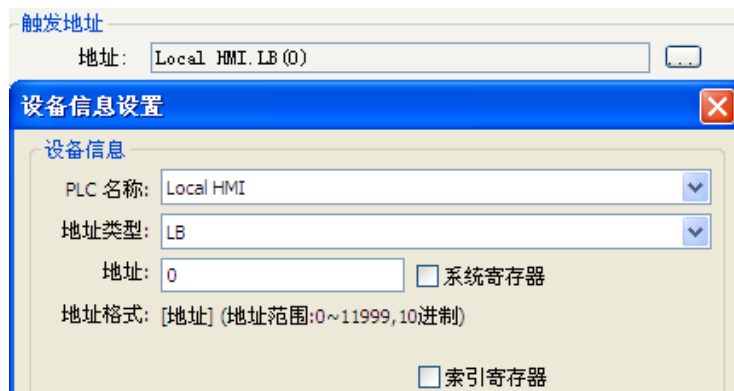 触发地址
地址: Local HMI.LB(0) ...
设备信息设置
设备信息
PLC 名称: Local HMI
地址类型: LB
地址: 0 系统寄存器
地址格式: [地址] (地址范围:0~11999,10进制)
索引寄存器